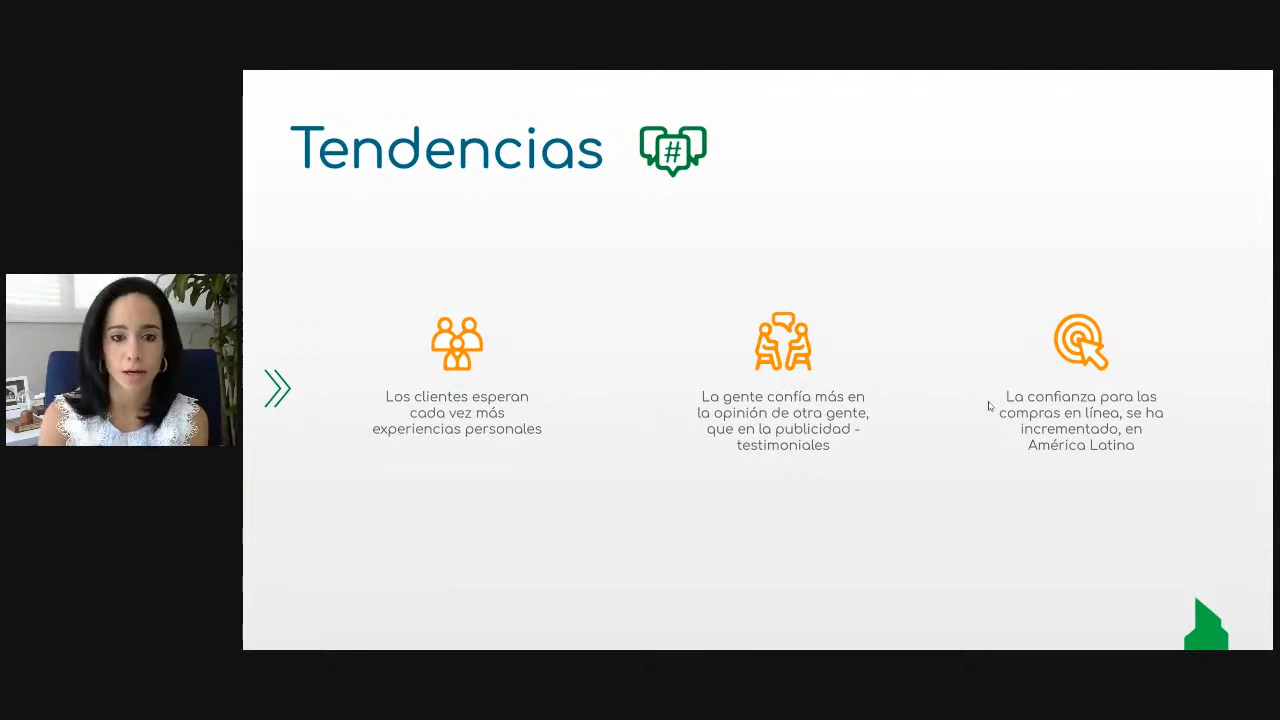 Tendencias
#
Los clientes esperan
cada vez más
experiencias personales
La gente confía más en
la opinión de otra gente,
que en la publicidad -
testimoniales
La confianza para las
compras en línea, se ha
incrementado, en
América Latina